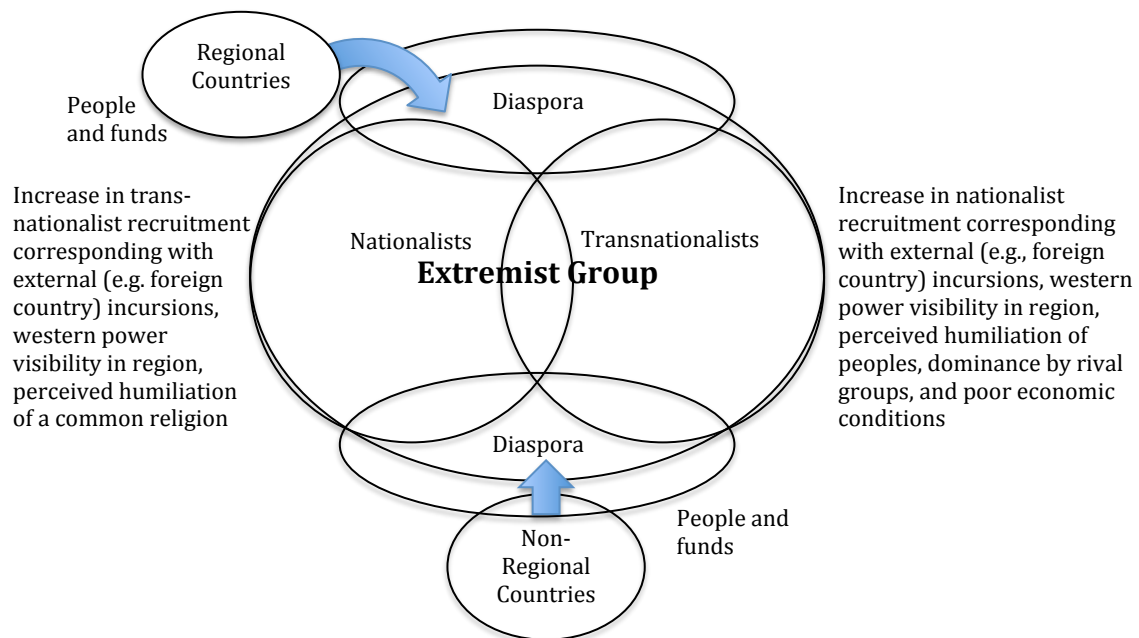 Regional
Countries
People
and funds
Diaspora
Increase in trans-
nationalist recruitment
corresponding with
external (e.g. foreign
country) incursions,
western power
visibility in region,
perceived humiliation
of a common religion
Nationalists
Transnationalists
Extremist Group
Increase in nationalist
recruitment corresponding
with external (e.g., foreign
country) incursions, western
power visibility in region,
perceived humiliation of
peoples, dominance by rival
groups, and poor economic
conditions
Diaspora
People and
funds
Non-
Regional
Countries